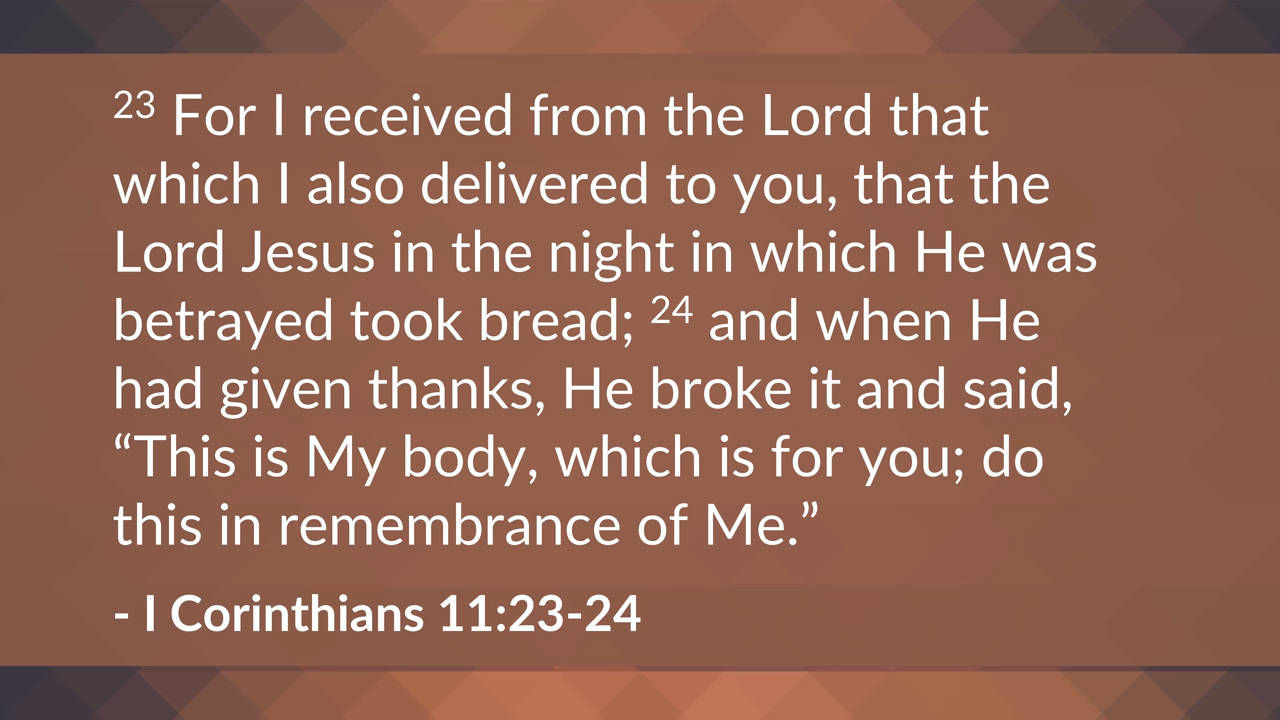 23 For I received from the Lord that
which I also delivered to you, that the
Lord Jesus in the night in which He was
betrayed took bread; 24 and when He
had given thanks, He broke it and said,
“This is My body, which is for you; do
this in remembrance of Me.”
- I Corinthians 11:23-24